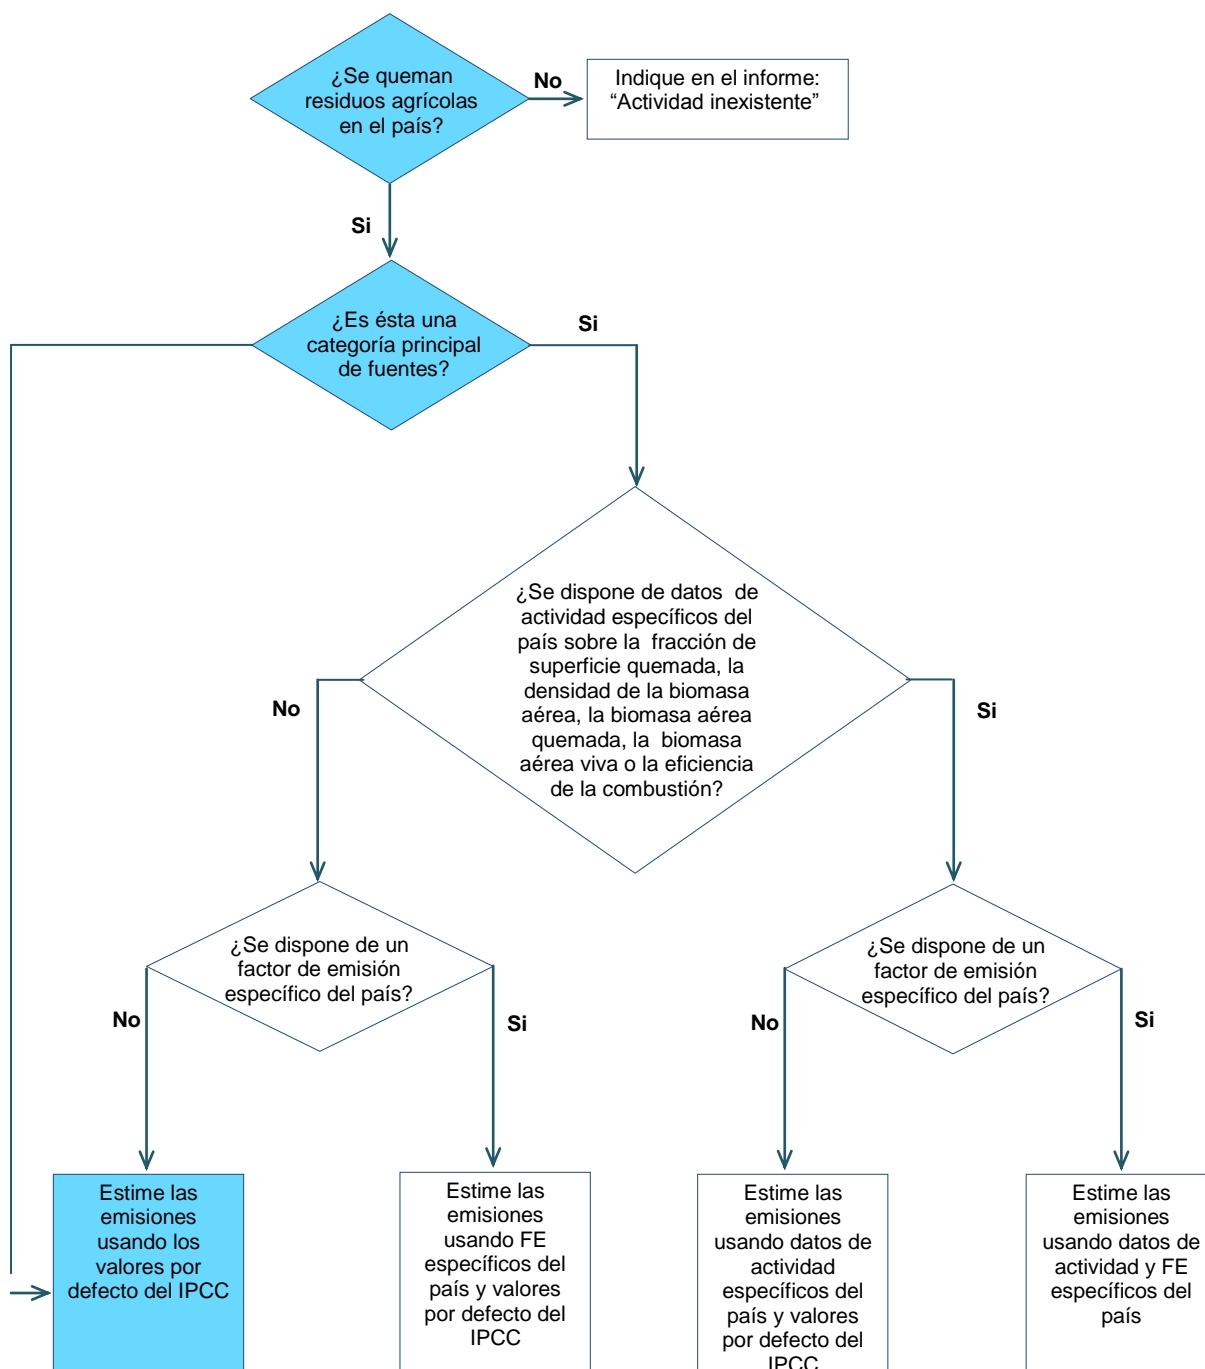 ¿Se queman
residuos agrícolas
en el país?
No
Indique en el informe:
“Actividad inexistente”
Si
¿Es ésta una
categoría principal
de fuentes?
Si
¿Se dispone de datos de
actividad específicos del
país sobre la fracción de
superficie quemada, la
densidad de la biomasa
aérea, la biomasa aérea
quemada, la biomasa
aérea viva o la eficiencia
de la combustión?
No
Si
¿Se dispone de un
factor de emisión
específico del país?
No
Si
¿Se dispone de un
factor de emisión
específico del país?
No
Si
Estime las
emisiones
usando los
valores por
defecto del IPCC
Estime las
emisiones
usando FE
específicos del
país y valores
por defecto del
IPCC
Estime las
emisiones
usando datos de
actividad
específicos del
país y valores
por defecto del
IPCC
Estime las
emisiones
usando datos de
actividad y FE
específicos del
país